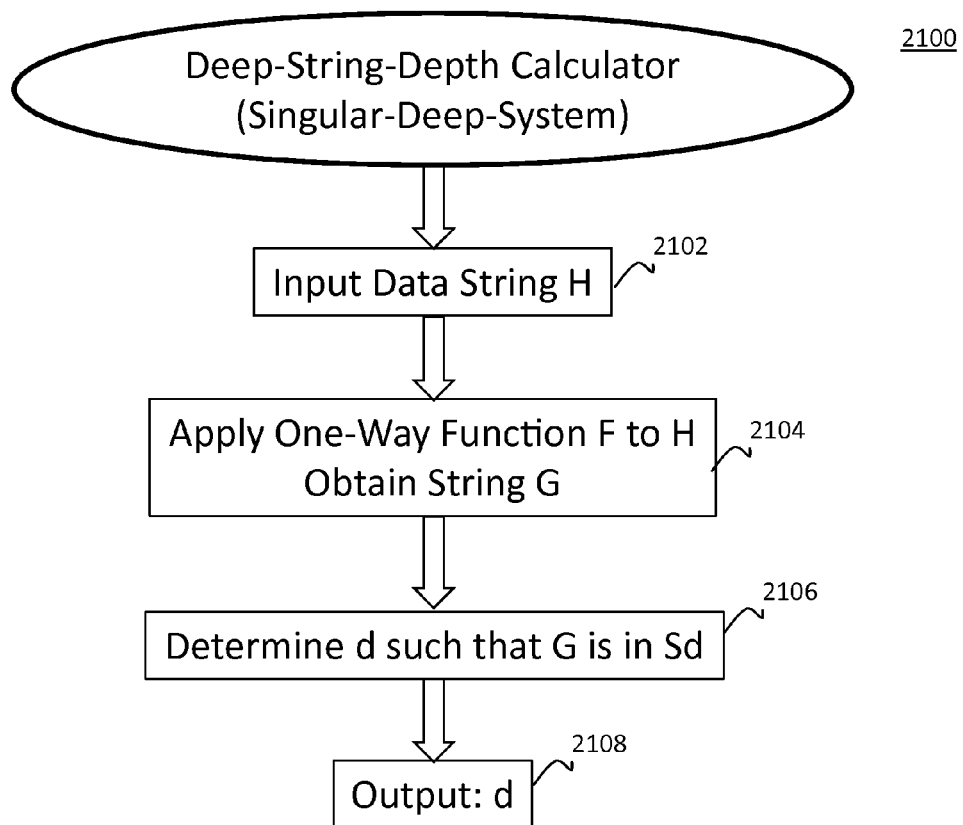 2100
Deep-String-Depth Calculator
(Singular-Deep-System)
2102
Input Data String H
Apply One-Way Function F to H
2104
Obtain String G
2106
Determine d such that G is in Sd
2108
Output: d